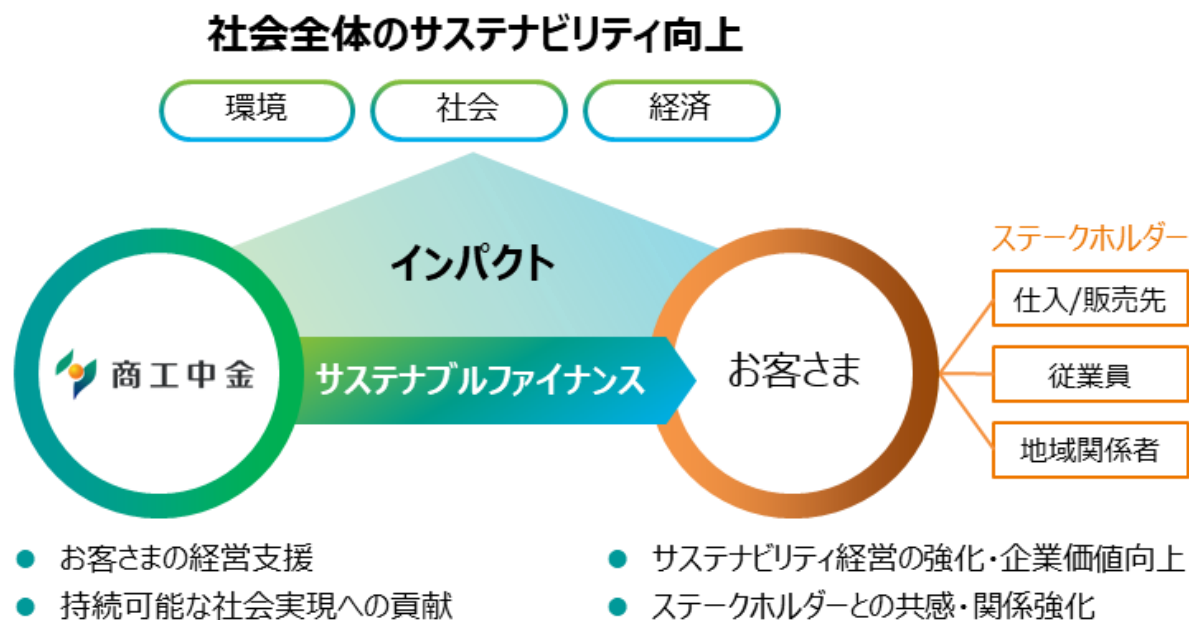 社会全体のサステナビリティ向上
環境
社会
経済
インパクト
商工中金
サステナブルファイナンス
お客さま
ステークホルダー
仕入/販売先
従業員
地域関係者
● お客さまの経営支援
● 持続可能な社会実現への貢献
● サステナビリティ経営の強化・企業価値向上
● ステークホルダーとの共感・関係強化